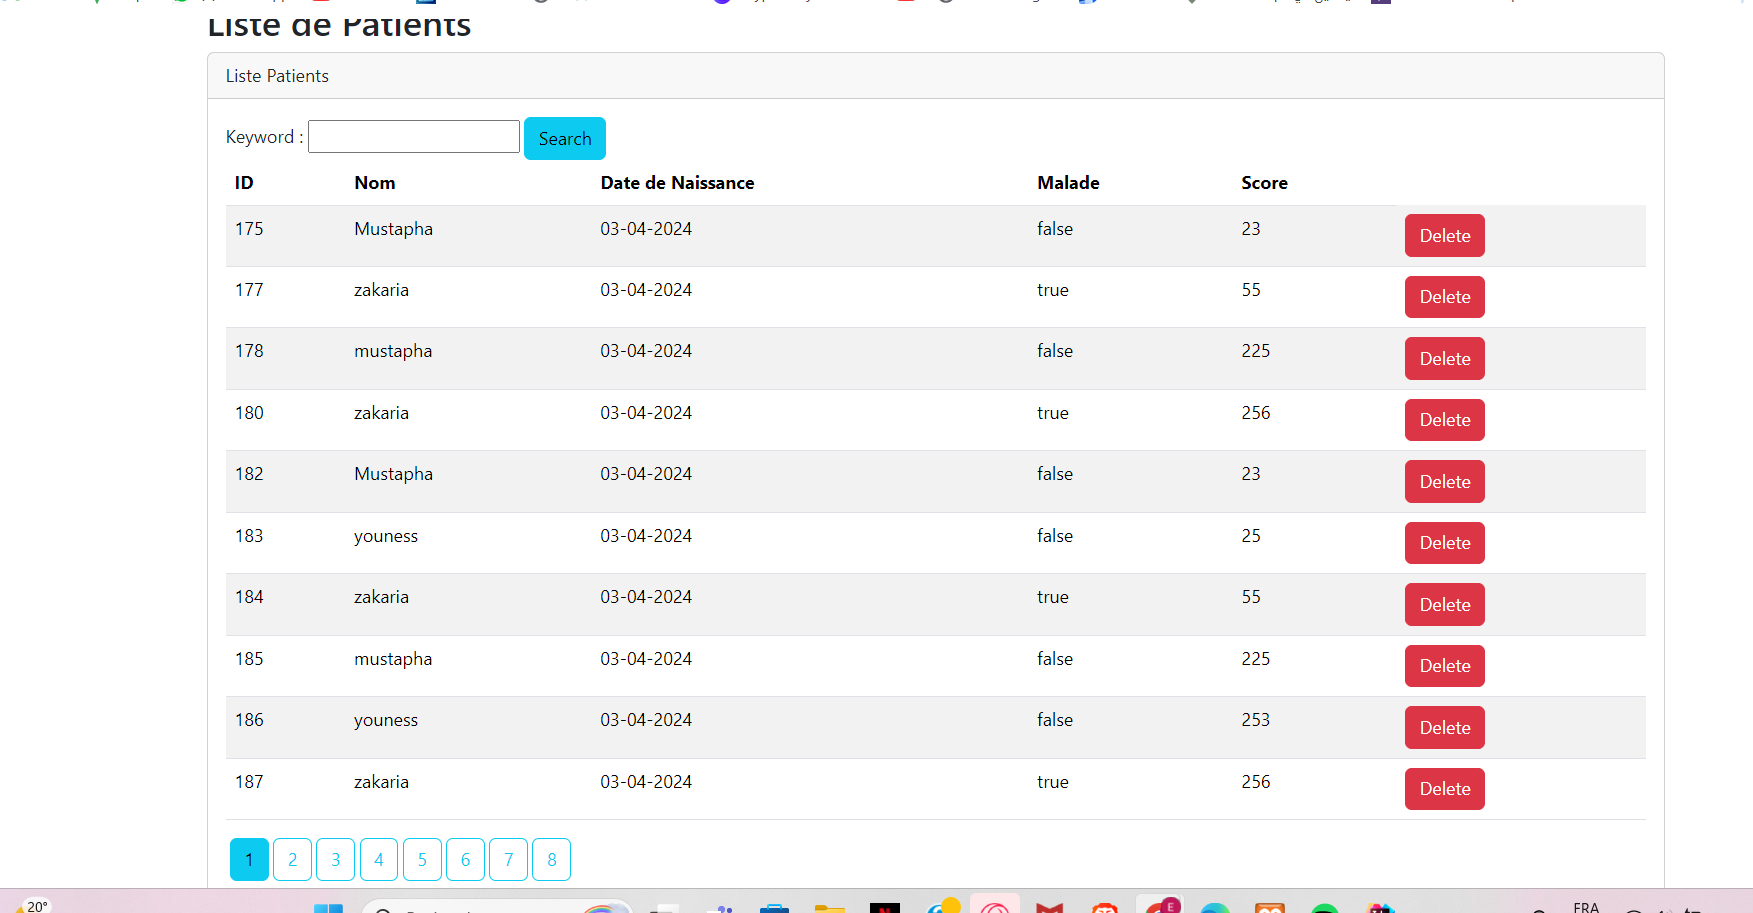 Liste de Patients
Liste Patients
Keyword : Search
ID Nom Date de Naissance Malade Score
175 Mustapha 03-04-2024 false 23 Delete
177 zakaria 03-04-2024 true 55 Delete
178 mustapha 03-04-2024 false 225 Delete
180 zakaria 03-04-2024 true 256 Delete
182 Mustapha 03-04-2024 false 23 Delete
183 youness 03-04-2024 false 25 Delete
184 zakaria 03-04-2024 true 55 Delete
185 mustapha 03-04-2024 false 225 Delete
186 youness 03-04-2024 false 253 Delete
187 zakaria 03-04-2024 true 256 Delete
1 2 3 4 5 6 7 8
20° E FRA